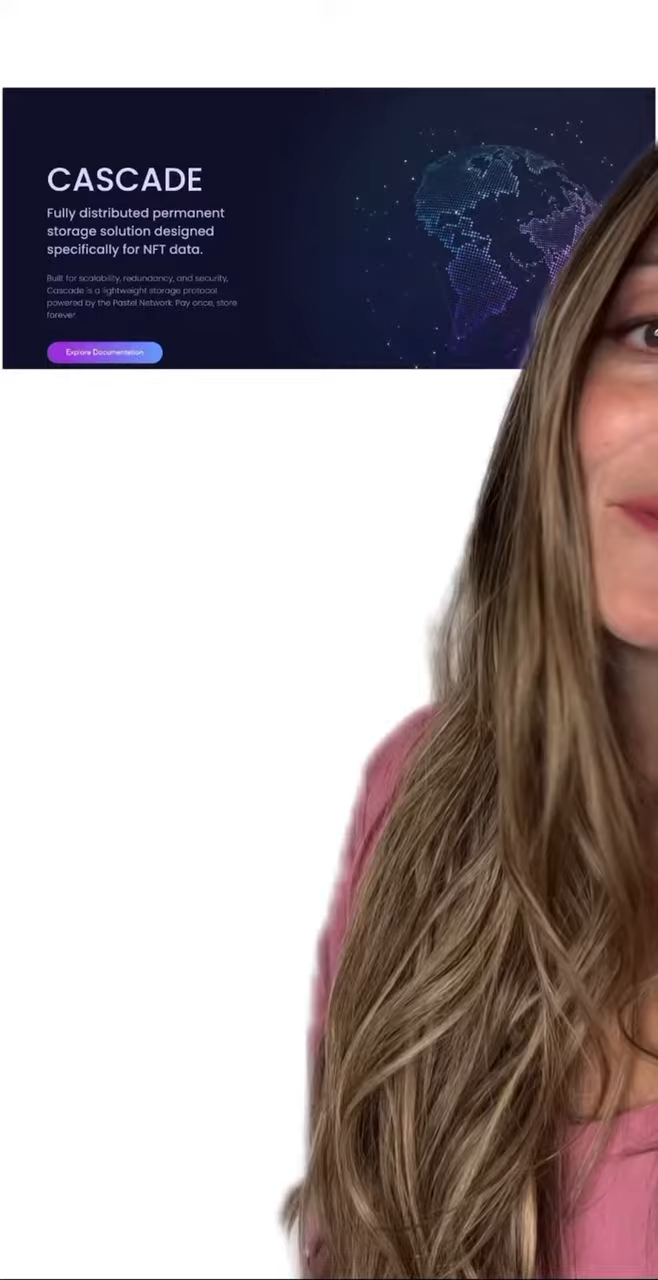 CASCADE
Fully distributed permanent
storage solution designed
specifically for NFT data.
Built for scalability, redundancy, and security,
Cascade is a lightweight storage protocol
powered by the Pastel Network. Pay once, store
forever
Explore Documentation